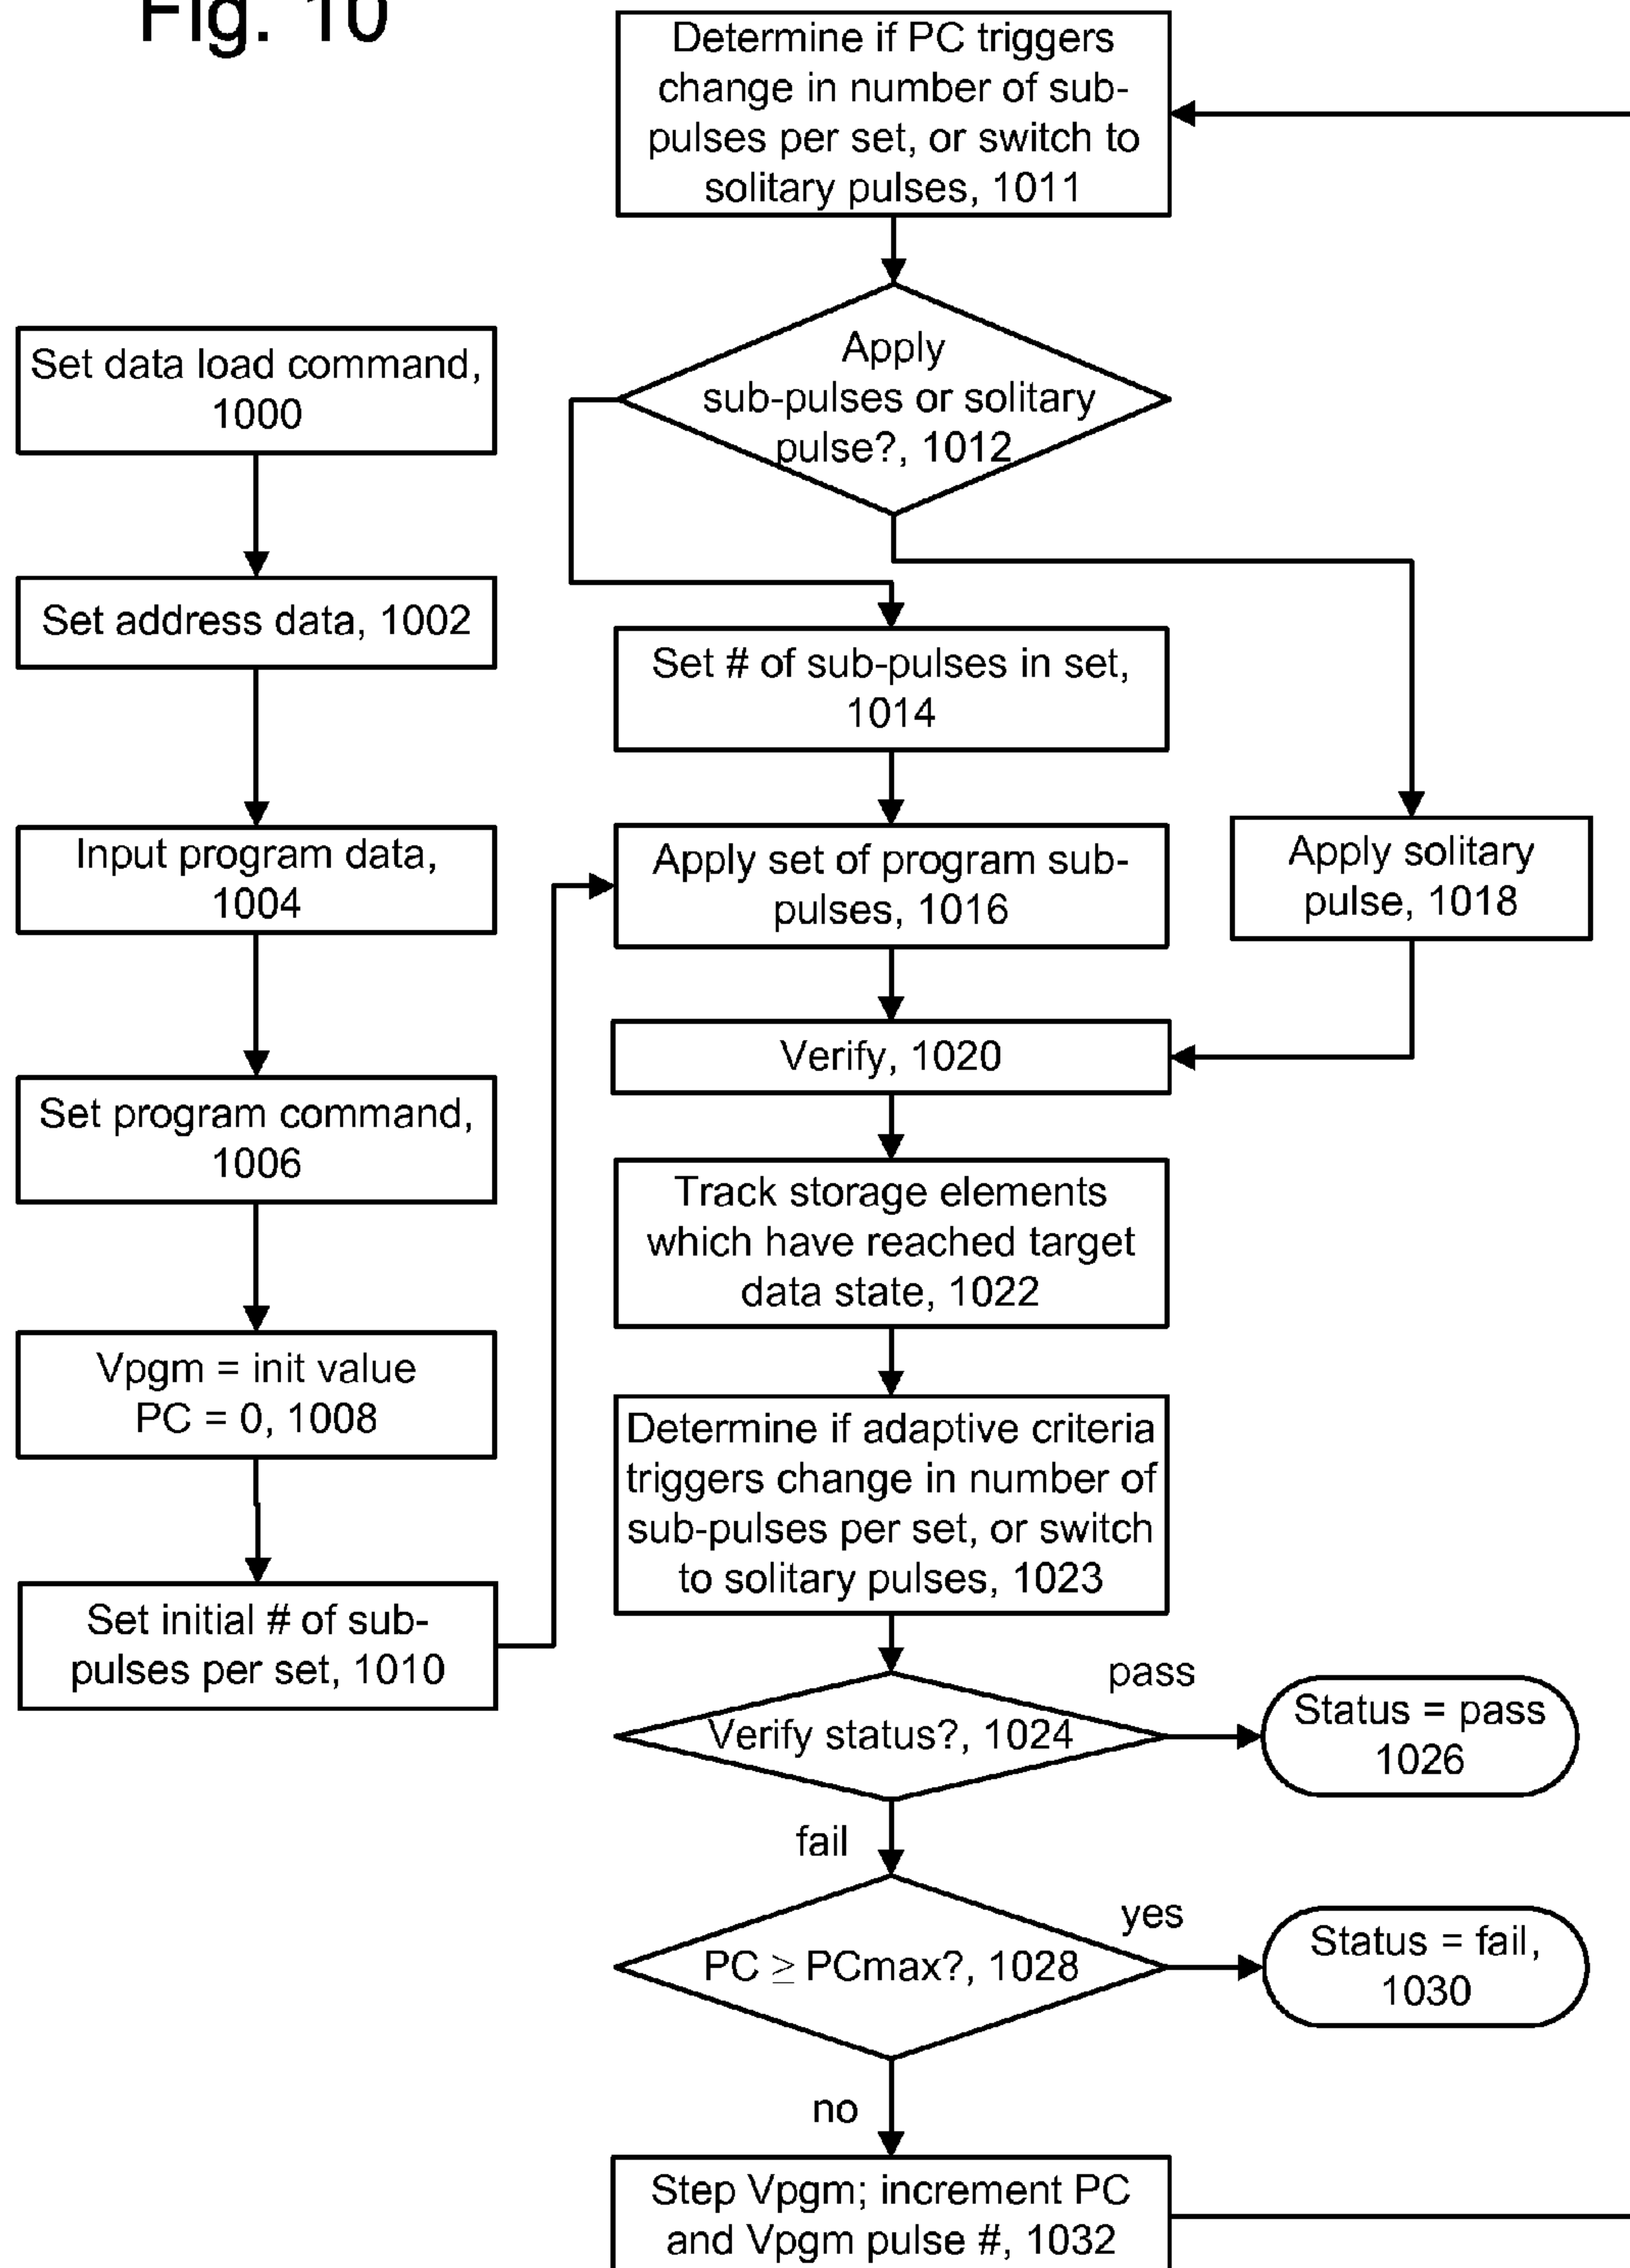 Fig. 10
Set data load command,
1000
Set address data, 1002
Input program data,
1004
Set program command,
1006
Vpgm = init value
PC = 0, 1008
Set initial # of sub-
pulses per set, 1010
Determine if PC triggers
change in number of sub-
pulses per set, or switch to
solitary pulses, 1011
Apply
sub-pulses or solitary
pulse?, 1012
Set # of sub-pulses in set,
1014
Apply set of program sub-
pulses, 1016
Apply solitary
pulse, 1018
Verify, 1020
Track storage elements
which have reached target
data state, 1022
Determine if adaptive criteria
triggers change in number of
sub-pulses per set, or switch
to solitary pulses, 1023
Verify status?, 1024
pass
Status = pass
1026
fail
PC ≥ PCmax?, 1028
yes
Status = fail,
1030
no
Step Vpgm; increment PC
and Vpgm pulse #, 1032